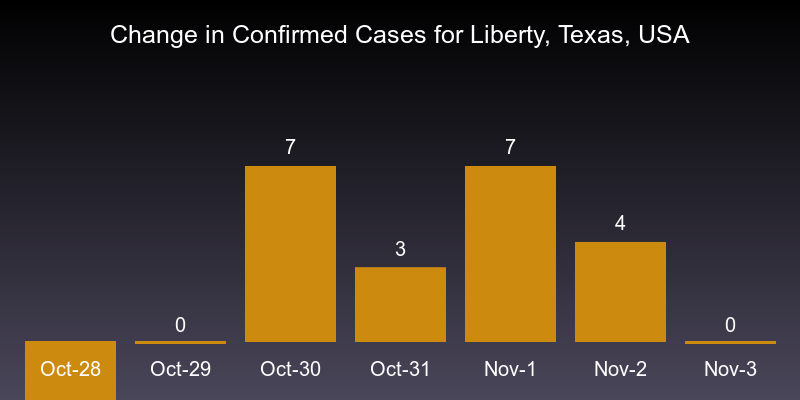 Change in Confirmed Cases for Liberty, Texas, USA
7
7
4
3
0
0
Oct-28
Oct-29
Oct-30
Oct-31
Nov-1
Nov-2
Nov-3